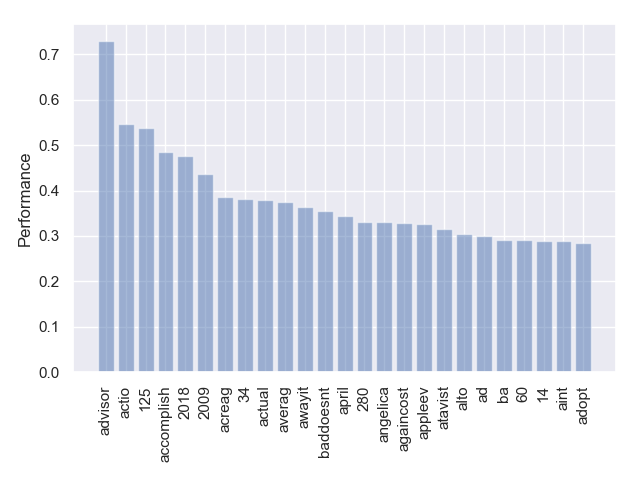 0.7
0.6
0.5
0.4
0.3
0.2
0.1
0.0
Performance
advisor
actio
125
accomplish
2018
2009
acreag
34
actual
averag
awayit
baddoesnt
april
280
angelica
againcost
appleev
atavist
alto
ad
ba
60
14
aint
adopt